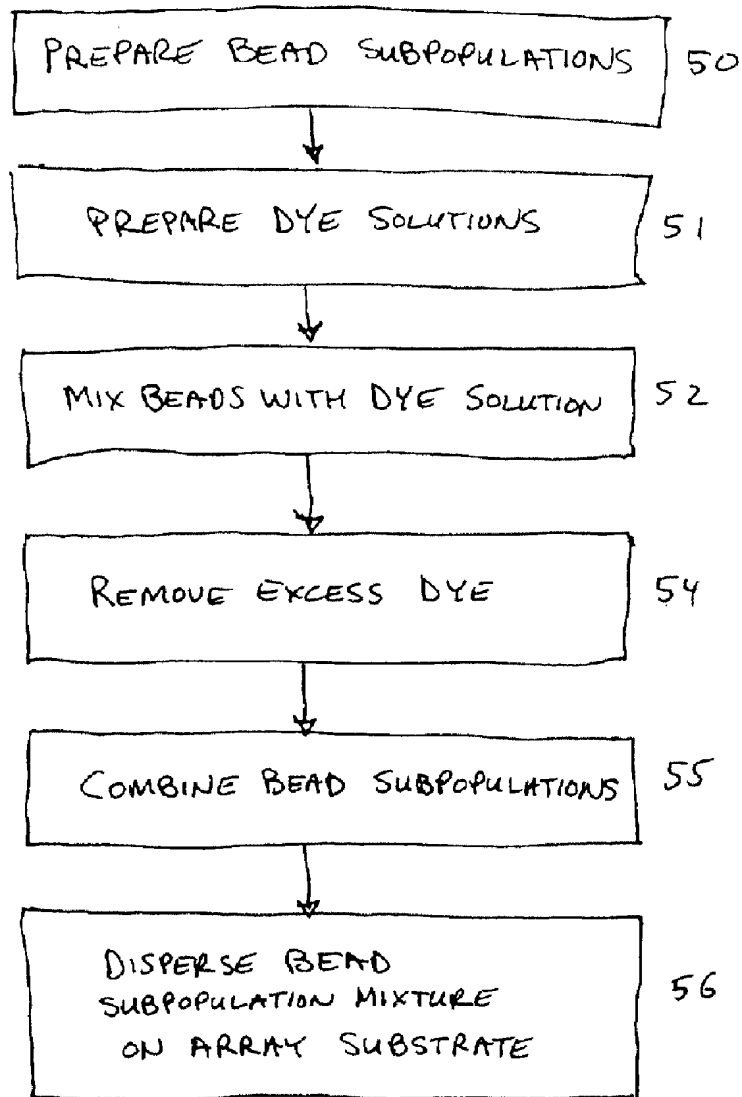 PREPARE BEAD SUBPOPULATIONS 50
PREPARE DYE SOLUTIONS 51
MIX BEADS WITH DYE SOLUTION 52
REMOVE EXCESS DYE 54
COMBINE BEAD SUBPOPULATIONS 55
DISPERSE BEAD
SUBPOPULATION MIXTURE 56
ON ARRAY SUBSTRATE